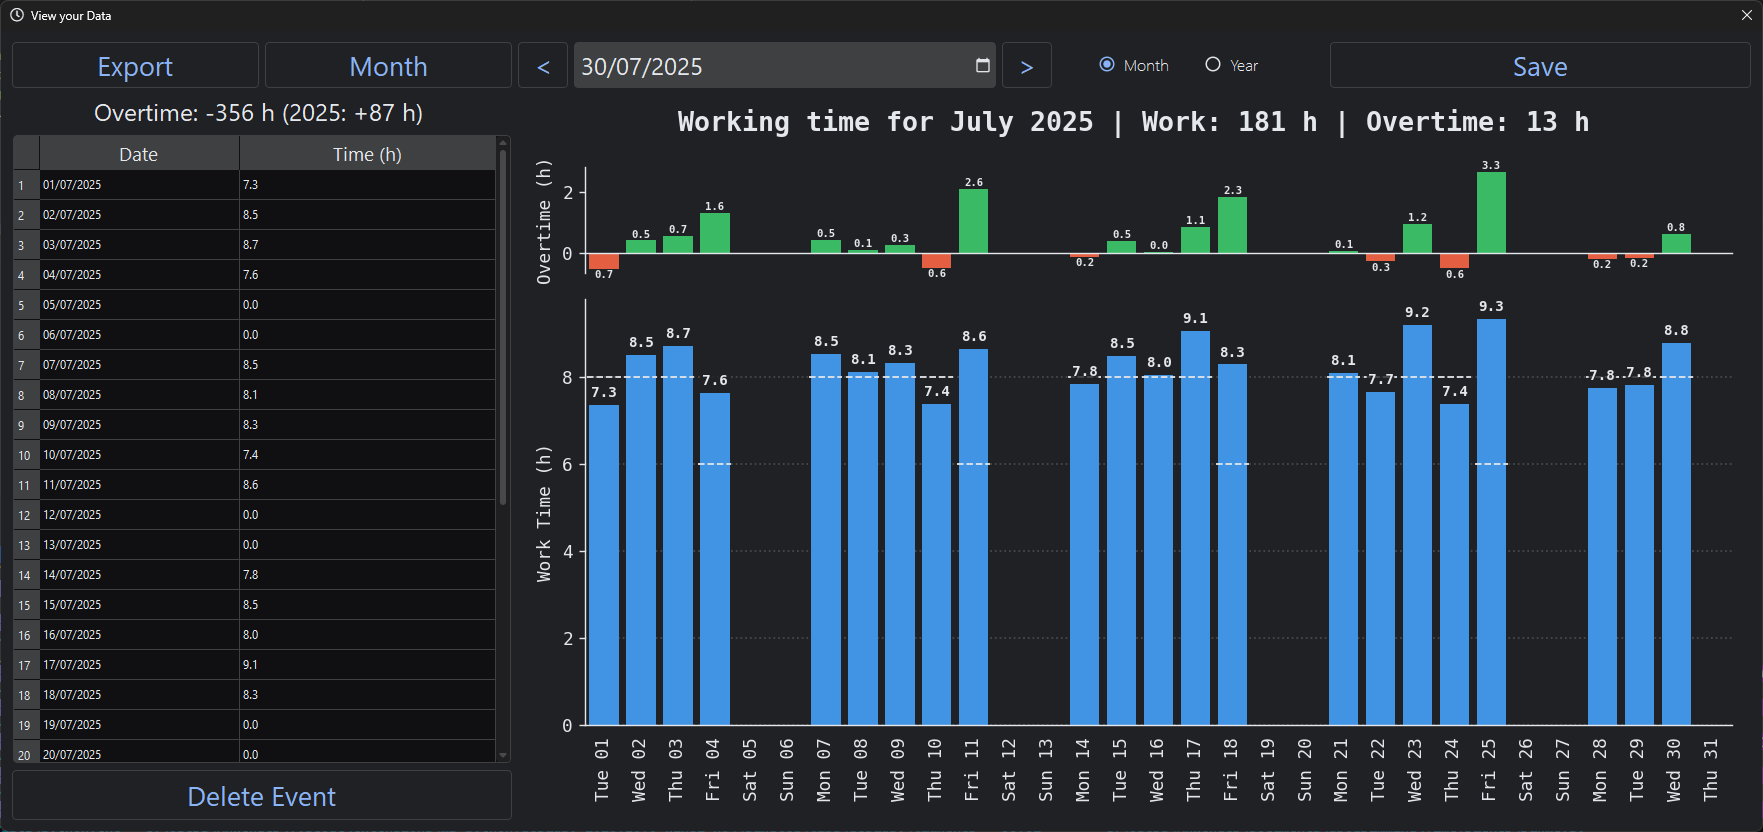 View your Data
Export Month < 30/07/2025 > Month Year Save
Overtime: -356 h (2025: +87 h)
Date Time (h)
1 01/07/2025 7.3
2 02/07/2025 8.5
3 03/07/2025 8.7
4 04/07/2025 7.6
5 05/07/2025 0.0
6 06/07/2025 0.0
7 07/07/2025 8.5
8 08/07/2025 8.1
9 09/07/2025 8.3
10 10/07/2025 7.4
11 11/07/2025 8.6
12 12/07/2025 0.0
13 13/07/2025 0.0
14 14/07/2025 7.8
15 15/07/2025 8.5
16 16/07/2025 8.0
17 17/07/2025 9.1
18 18/07/2025 8.3
19 19/07/2025 0.0
20 20/07/2025 0.0
Delete Event
Working time for July 2025 | Work: 181 h | Overtime: 13 h
Overtime (h)
2
0
0.7 0.5 0.7 1.6 0.5 0.1 0.3 0.6 2.6 0.2 0.5 0.0 1.1 2.3 0.1 0.3 1.2 0.6 3.3 0.2 0.2 0.8
Work Time (h)
8
6
4
2
0
7.3 8.5 8.7 7.6 8.5 8.1 8.3 7.4 8.6 7.8 8.5 8.0 9.1 8.3 8.1 7.7 9.2 7.4 9.3 7.8 7.8 8.8
Tue 01
Wed 02
Thu 03
Fri 04
Sat 05
Sun 06
Mon 07
Tue 08
Wed 09
Thu 10
Fri 11
Sat 12
Sun 13
Mon 14
Tue 15
Wed 16
Thu 17
Fri 18
Sat 19
Sun 20
Mon 21
Tue 22
Wed 23
Thu 24
Fri 25
Sat 26
Sun 27
Mon 28
Tue 29
Wed 30
Thu 31